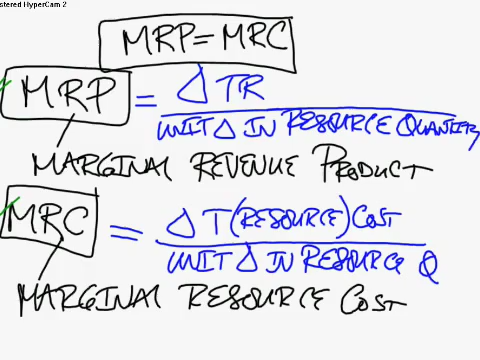 stered HyperCam 2
MRP = MRC
MRP = Δ TR
UNIT Δ IN RESOURCE QUANTITY
MARGINAL REVENUE PRODUCT
MRC = Δ T(RESOURCE) COST
UNIT Δ IN RESOURCE Q
MARGINAL RESOURCE COST